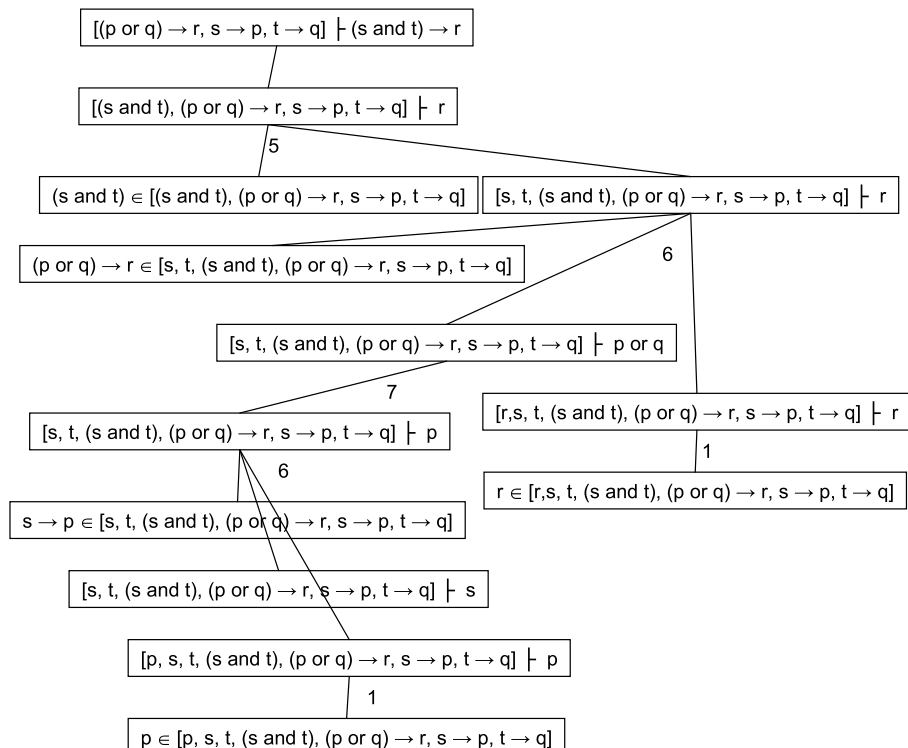 [(p or q) → r, s → p, t → q] ├ (s and t) → r
[(s and t), (p or q) → r, s → p, t → q] ├ r
5
(s and t) ∈ [(s and t), (p or q) → r, s → p, t → q]
[s, t, (s and t), (p or q) → r, s → p, t → q] ├ r
6
(p or q) → r ∈ [s, t, (s and t), (p or q) → r, s → p, t → q]
[s, t, (s and t), (p or q) → r, s → p, t → q] ├ p or q
7
[r,s, t, (s and t), (p or q) → r, s → p, t → q] ├ r
[s, t, (s and t), (p or q) → r, s → p, t → q] ├ p
1
6
r ∈ [r,s, t, (s and t), (p or q) → r, s → p, t → q]
s → p ∈ [s, t, (s and t), (p or q) → r, s → p, t → q]
[s, t, (s and t), (p or q) → r, s → p, t → q] ├ s
[p, s, t, (s and t), (p or q) → r, s → p, t → q] ├ p
1
p ∈ [p, s, t, (s and t), (p or q) → r, s → p, t → q]